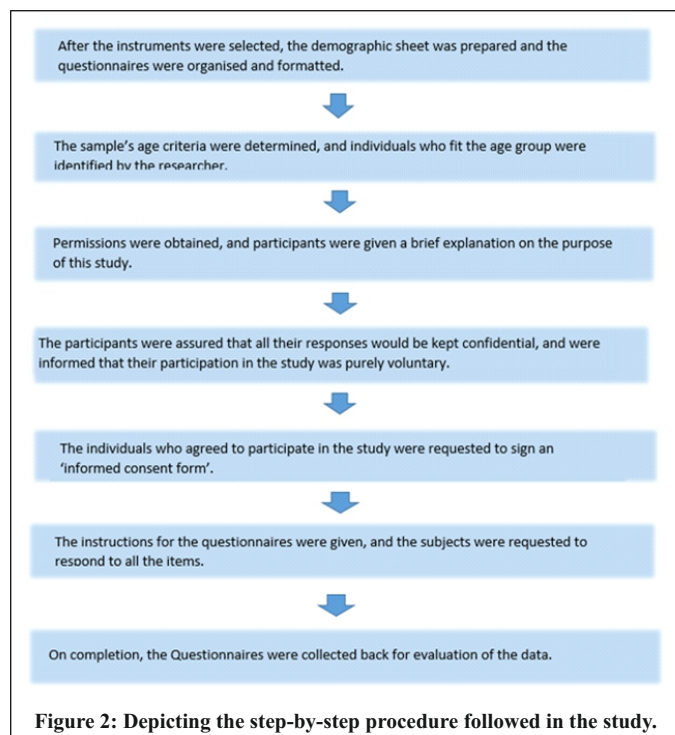 After the instruments were selected, the demographic sheet was prepared and the
questionnaires were organised and formatted.
The sample's age criteria were determined, and individuals who fit the age group were
identified by the researcher.
Permissions were obtained, and participants were given a brief explanation on the purpose
of this study.
The participants were assured that all their responses would be kept confidential, and were
informed that their participation in the study was purely voluntary.
The individuals who agreed to participate in the study were requested to sign an
‘informed consent form’.
The instructions for the questionnaires were given, and the subjects were requested to
respond to all the items.
On completion, the Questionnaires were collected back for evaluation of the data.
Figure 2: Depicting the step-by-step procedure followed in the study.